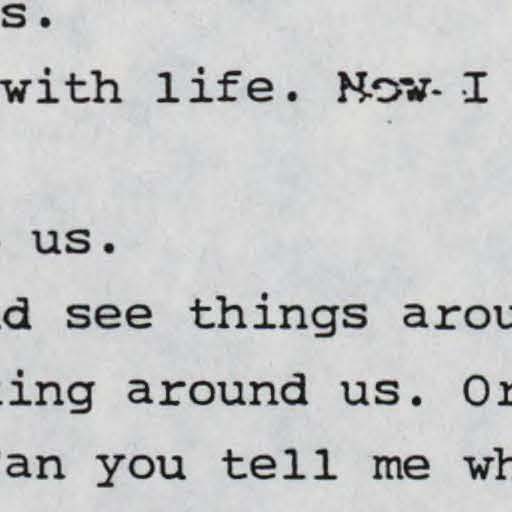 s.
with life. Now I
us.
d see things arou
ing around us. Or
an you tell me wh